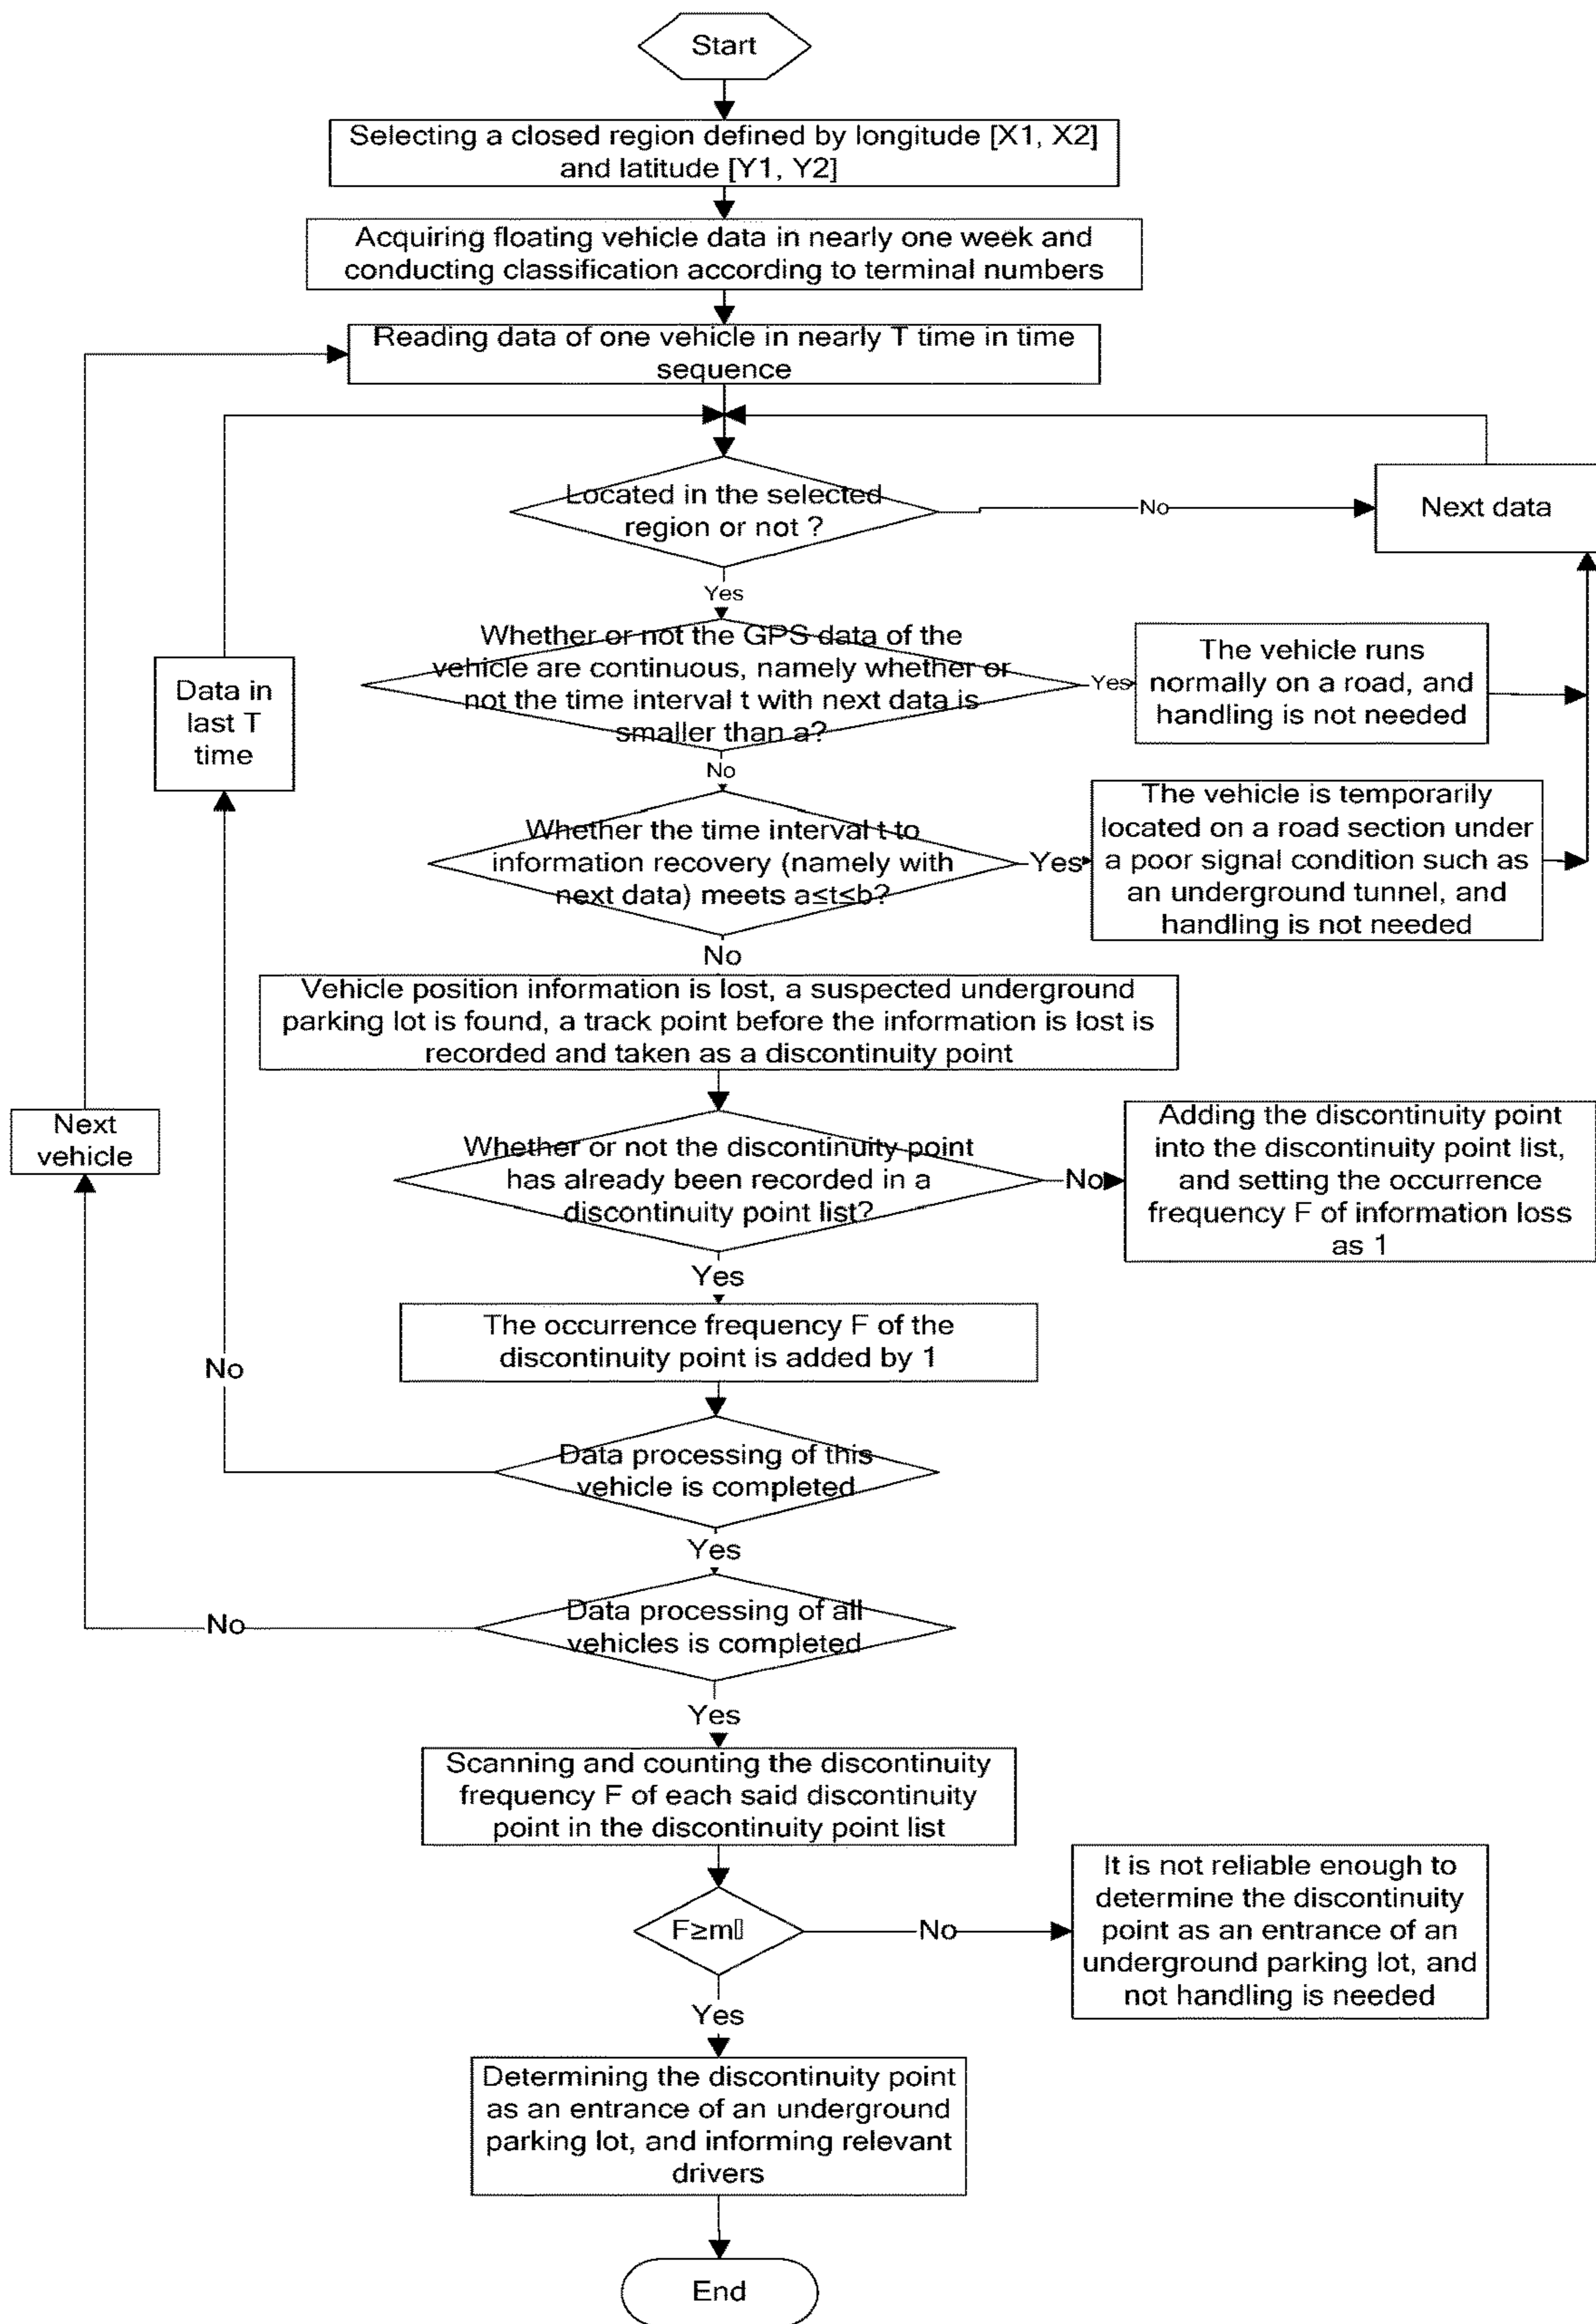 Start
Selecting a closed region defined by longitude [X1, X2]
and latitude [Y1, Y2]
Acquiring floating vehicle data in nearly one week and
conducting classification according to terminal numbers
Reading data of one vehicle in nearly T time in time
sequence
Located in the selected
region or not ?
No
Next data
Yes
Whether or not the GPS data of the
vehicle are continuous, namely whether or
not the time interval t with next data is
smaller than a?
Yes
The vehicle runs
normally on a road, and
handling is not needed
Data in
last T
time
No
Whether the time interval t to
information recovery (namely with
next data) meets a≤t≤b?
Yes
The vehicle is temporarily
located on a road section under
a poor signal condition such as
an underground tunnel, and
handling is not needed
No
Vehicle position information is lost, a suspected underground
parking lot is found, a track point before the information is lost is
recorded and taken as a discontinuity point
Next
vehicle
Whether or not the discontinuity point
has already been recorded in a
discontinuity point list?
No
Adding the discontinuity point
into the discontinuity point list,
and setting the occurrence
frequency F of information loss
as 1
Yes
The occurrence frequency F of the
discontinuity point is added by 1
No
Data processing of this
vehicle is completed
Yes
Data processing of all
vehicles is completed
No
Yes
Scanning and counting the discontinuity
frequency F of each said discontinuity
point in the discontinuity point list
F≥m▯
No
It is not reliable enough to
determine the discontinuity
point as an entrance of an
underground parking lot, and
not handling is needed
Yes
Determining the discontinuity point
as an entrance of an underground
parking lot, and informing relevant
drivers
End